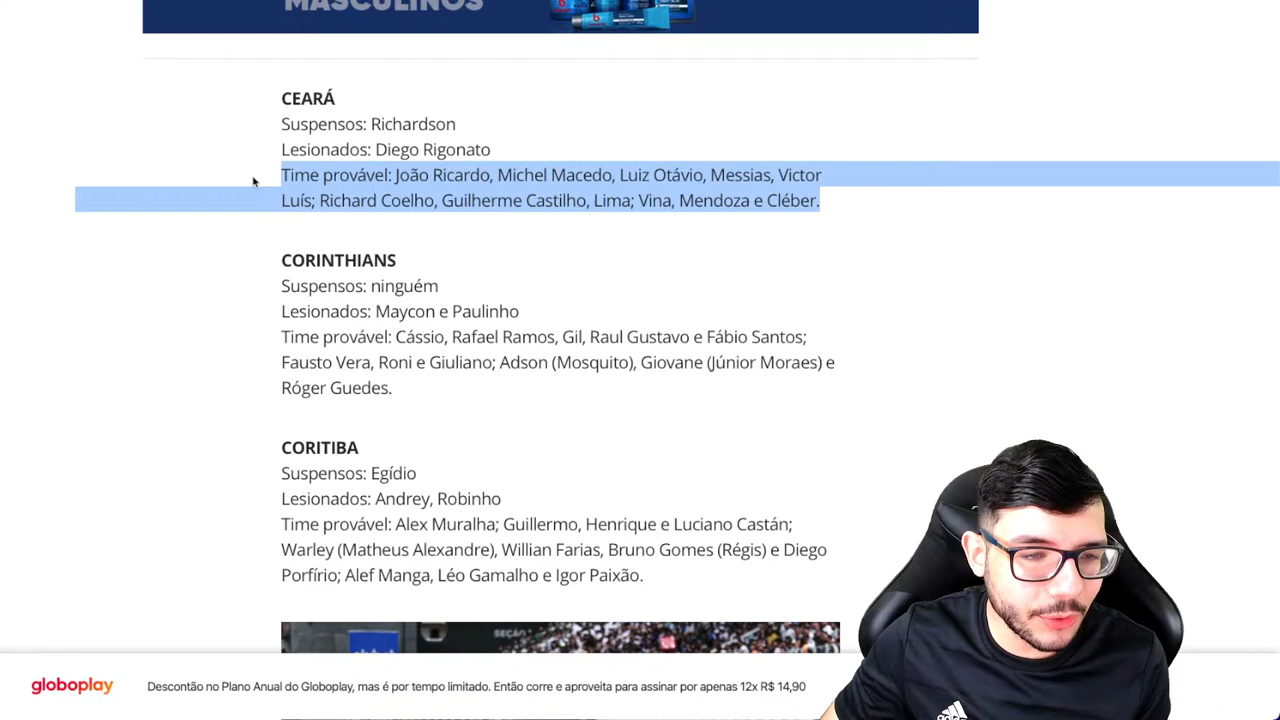 MASCULINOS
CEARÁ
Suspensos: Richardson
Lesionados: Diego Rigonato
Time provável: João Ricardo, Michel Macedo, Luiz Otávio, Messias, Victor
Luís; Richard Coelho, Guilherme Castilho, Lima; Vina, Mendoza e Cléber.
CORINTHIANS
Suspensos: ninguém
Lesionados: Maycon e Paulinho
Time provável: Cássio, Rafael Ramos, Gil, Raul Gustavo e Fábio Santos;
Fausto Vera, Roni e Giuliano; Adson (Mosquito), Giovane (Júnior Moraes) e
Róger Guedes.
CORITIBA
Suspensos: Egídio
Lesionados: Andrey, Robinho
Time provável: Alex Muralha; Guillermo, Henrique e Luciano Castán;
Warley (Matheus Alexandre), Willian Farias, Bruno Gomes (Régis) e Diego
Porfírio; Alef Manga, Léo Gamalho e Igor Paixão.
SEÇÃO
globoplay
Descontão no Plano Anual do Globoplay, mas é por tempo limitado. Então corre e aproveita para assinar por apenas 12x R$ 14,90
adidas